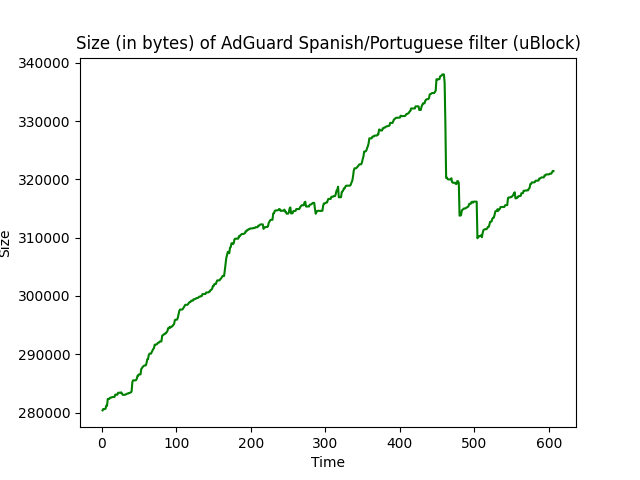 Size (in bytes) of AdGuard Spanish/Portuguese filter (uBlock)
340000
330000
320000
310000
300000
290000
280000
Size
0 100 200 300 400 500 600
Time